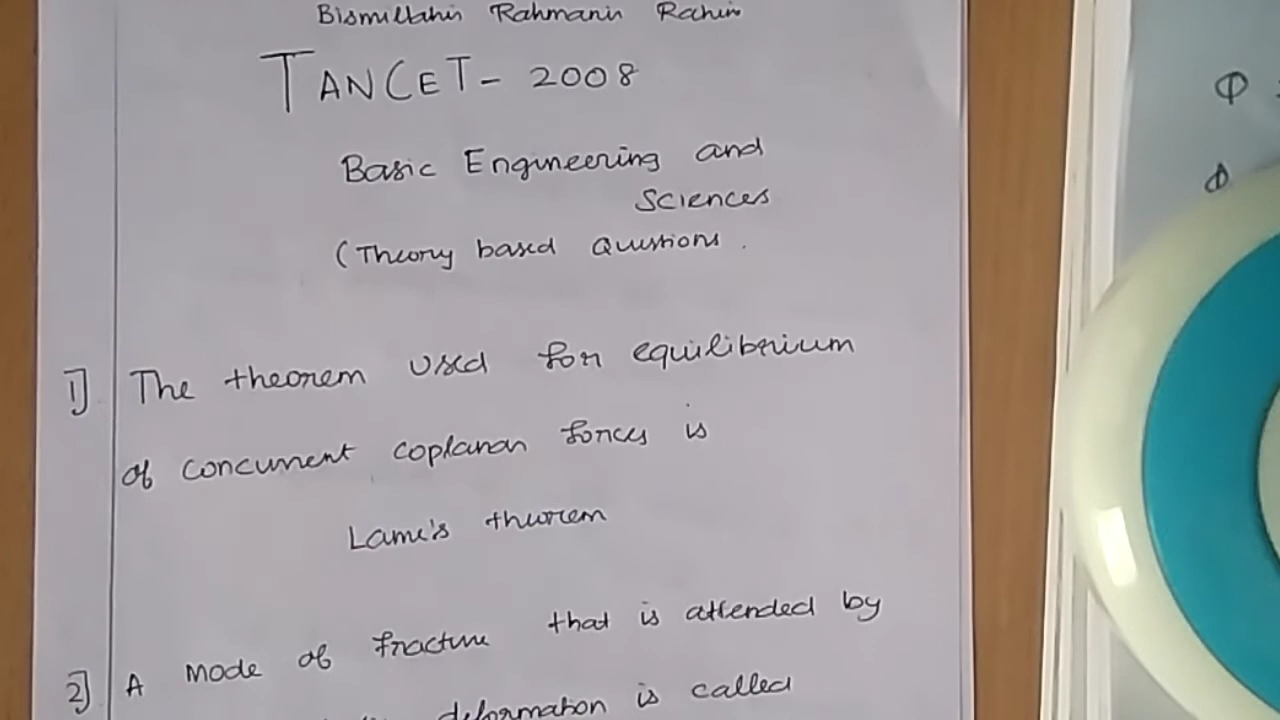 Bismillahir Rahmanir Rahim
TANCET - 2008
Basic Engineering and
Sciences
(Theory based Questions.
1] The theorem used for equilibrium
of concurrent coplanar forces is
Lami's theorem
2] A mode of fracture that is attended by
deformation is called